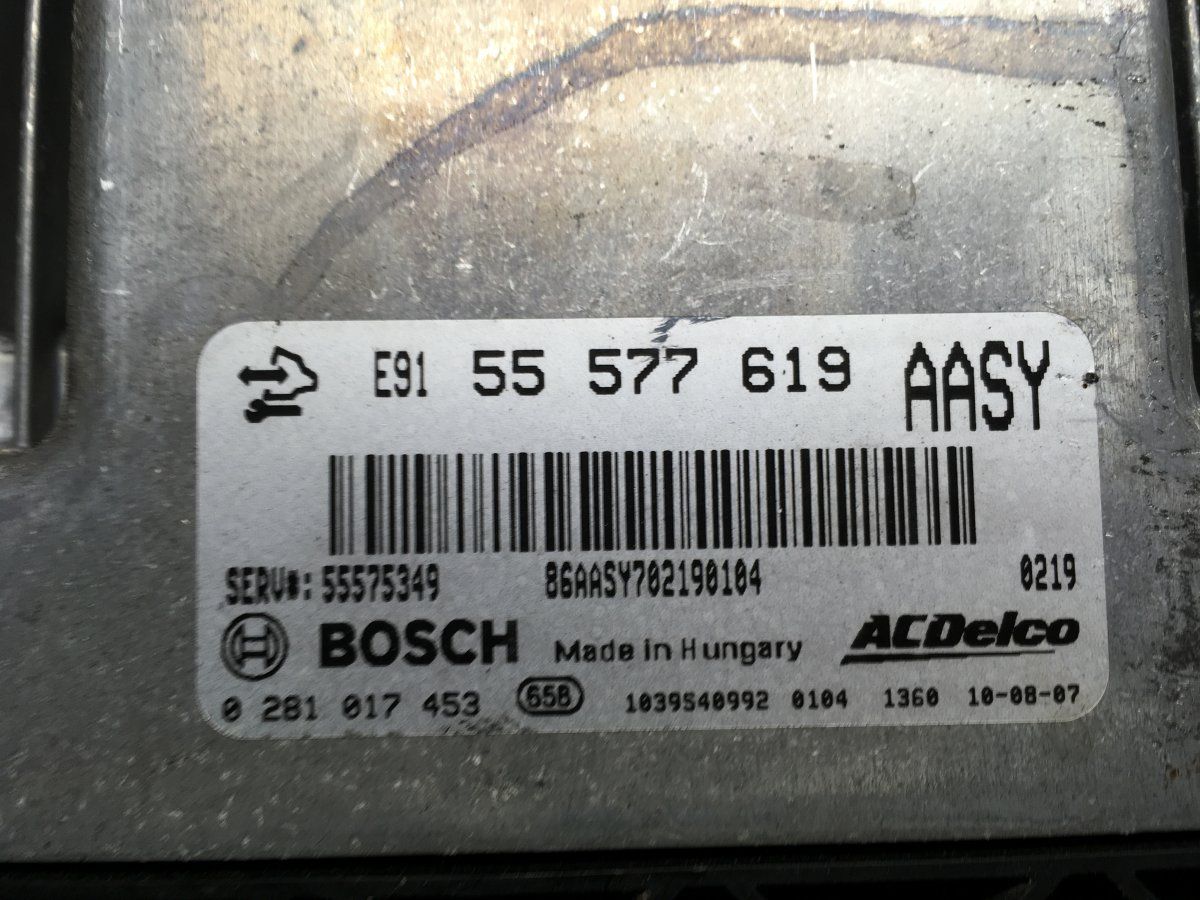 E91 55 577 619 AASY
SERV#: 55575349 86AASY702190104 0219
BOSCH Made in Hungary ACDelco
0 281 017 453 65B 1039S40992 0104 1360 10-08-07